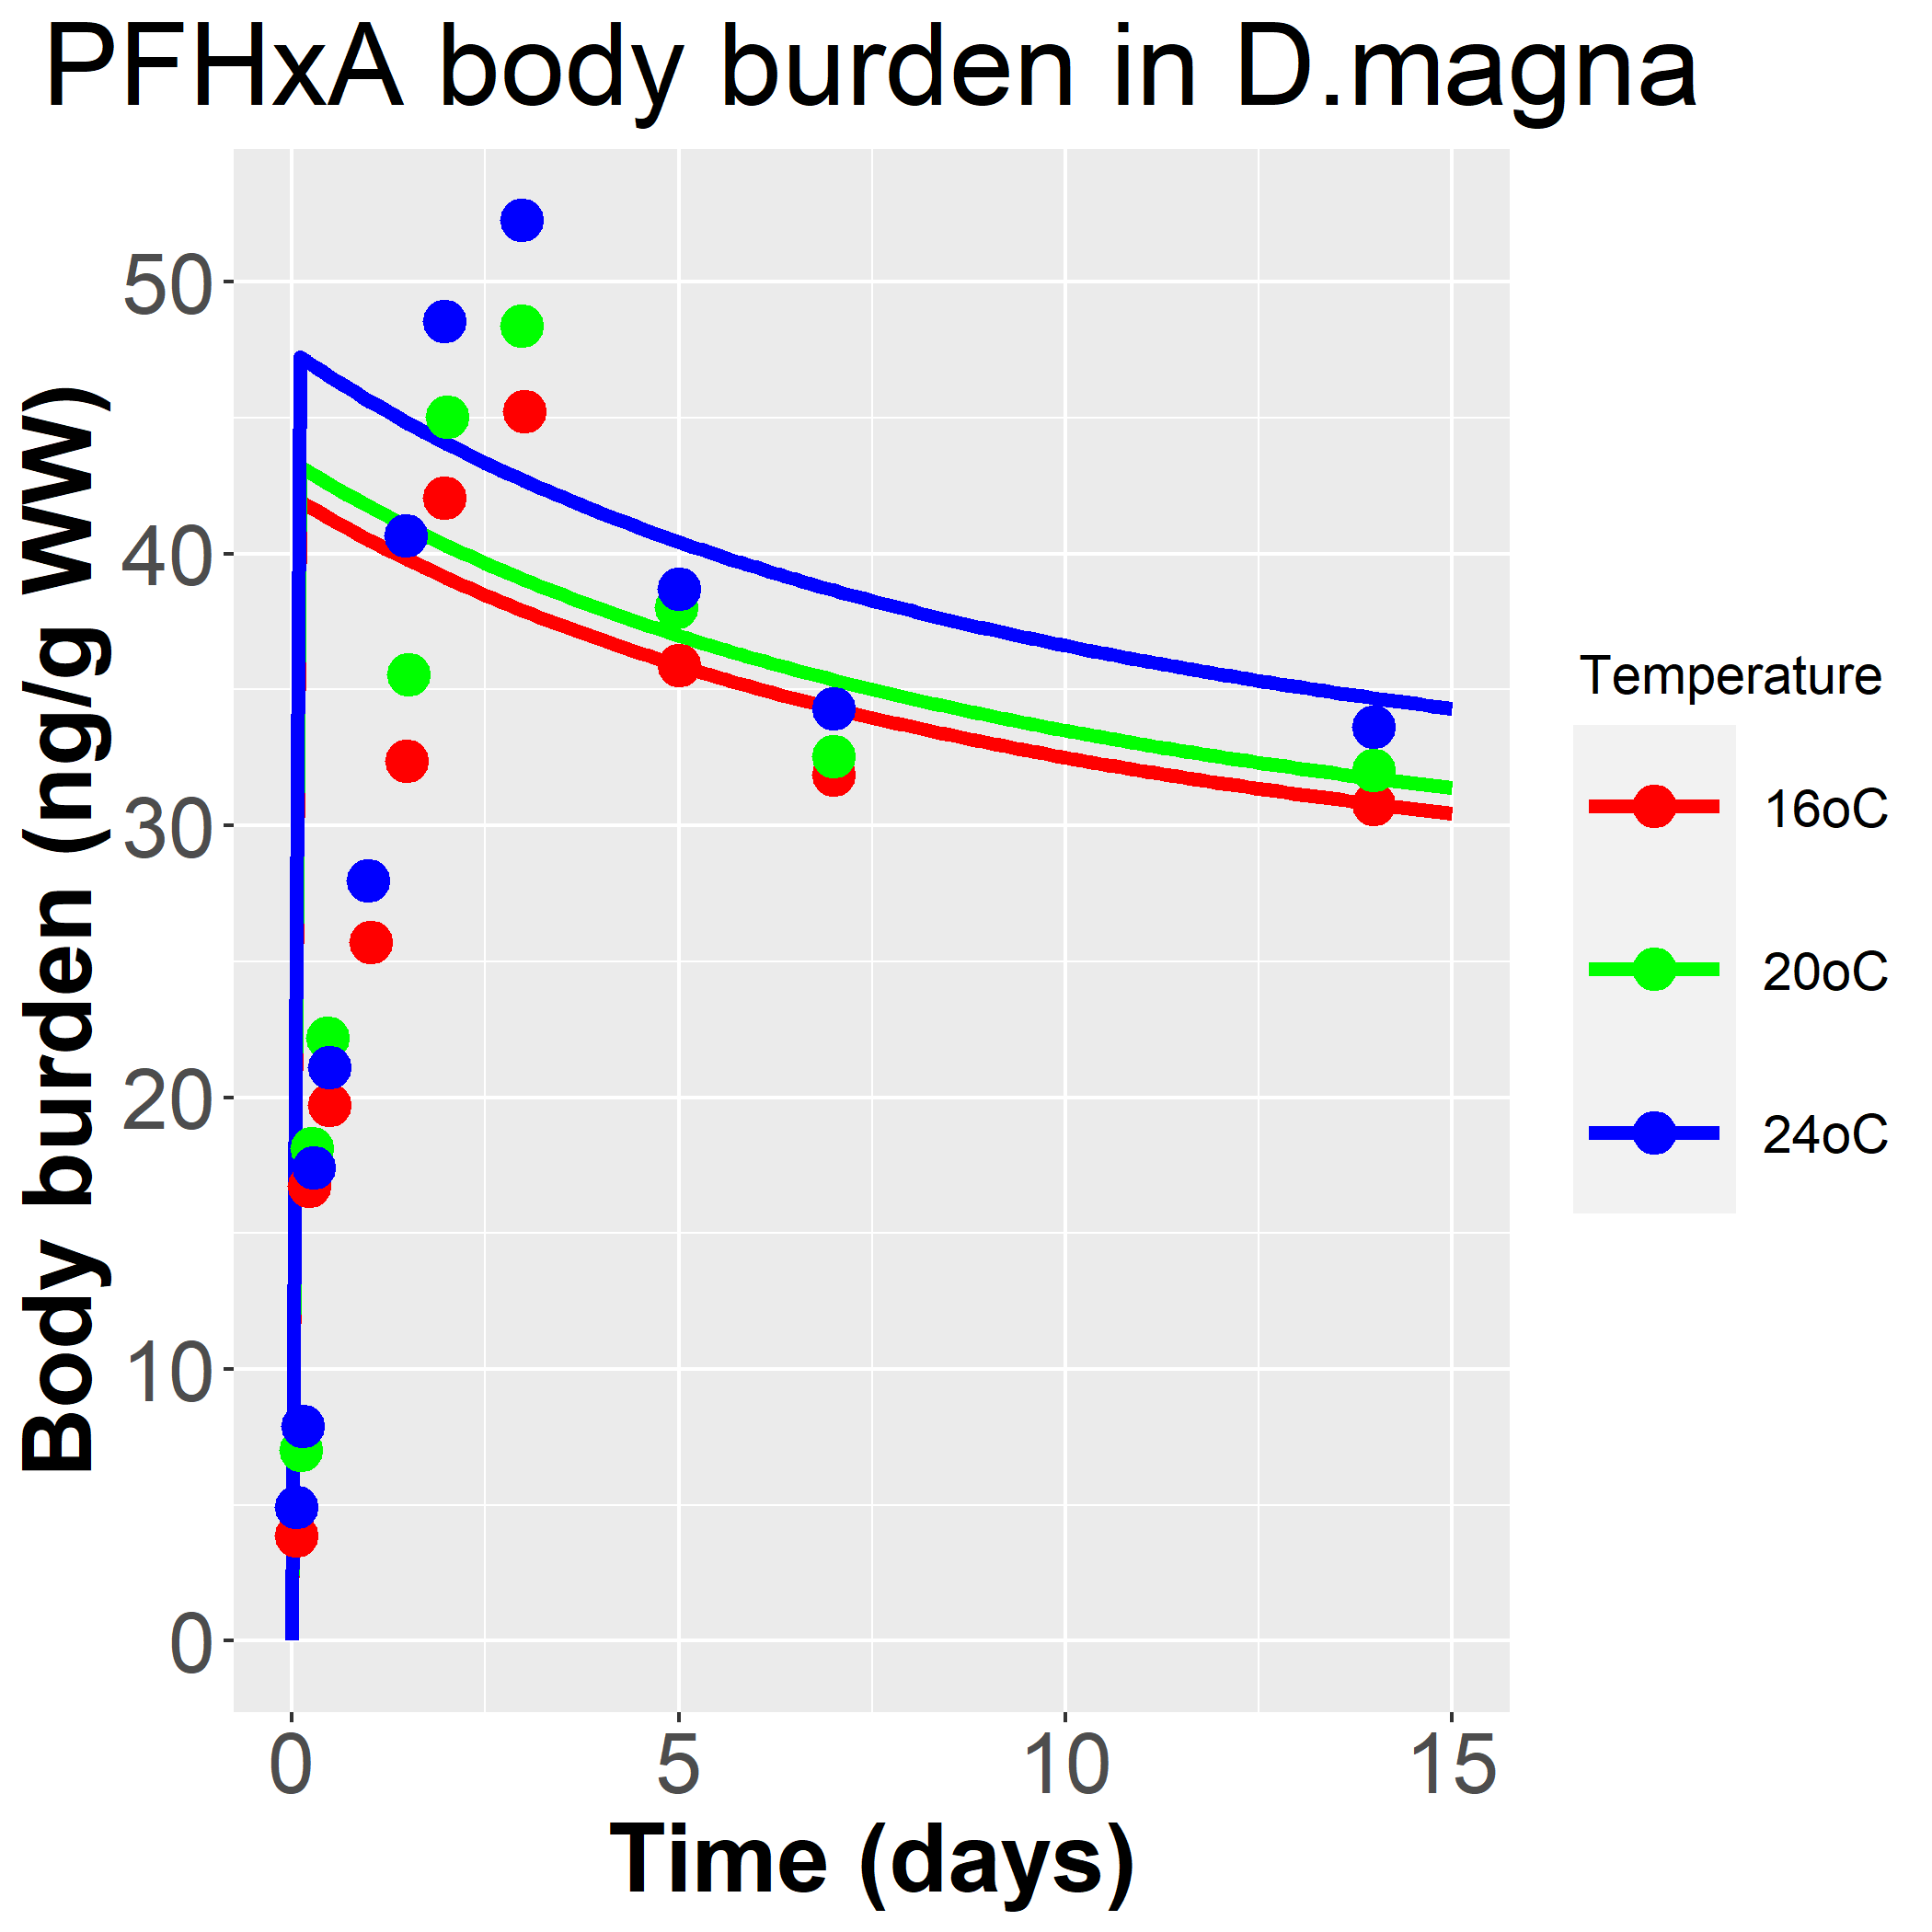 PFHxA body burden in D.magna
Body burden (ng/g WW)
50
40
30
20
10
0
0 5 10 15
Time (days)
Temperature
16oC
20oC
24oC